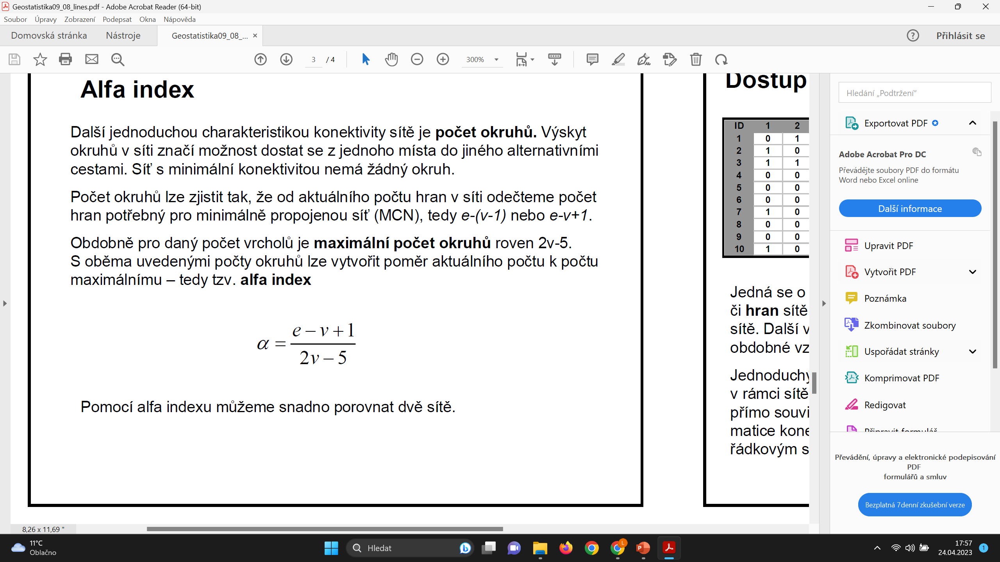 Geostatistika09_08_lines.pdf - Adobe Acrobat Reader (64-bit)
Soubor Úpravy Zobrazení Podepsat Okna Nápověda
Domovská stránka Nástroje Geostatistika09_08_... × Přihlásit se
3 / 4 300%
Alfa index
Další jednoduchou charakteristikou konektivity sítě je počet okruhů. Výskyt
okruhů v síti značí možnost dostat se z jednoho místa do jiného alternativními
cestami. Síť s minimální konektivitou nemá žádný okruh.
Počet okruhů lze zjistit tak, že od aktuálního počtu hran v síti odečteme počet
hran potřebný pro minimálně propojenou síť (MCN), tedy e-(v-1) nebo e-v+1.
Obdobně pro daný počet vrcholů je maximální počet okruhů roven 2v-5.
S oběma uvedenými počty okruhů lze vytvořit poměr aktuálního počtu k počtu
maximálnímu – tedy tzv. alfa index
α = (e − v + 1) / (2v − 5)
Pomocí alfa indexu můžeme snadno porovnat dvě sítě.
Dostup
ID 1 2
1 0 1
2 1 0
3 1 1
4 0 0
5 0 0
6 0 0
7 1 0
8 0 0
9 0 0
10 1 0
Jedná se o
či hran sítě
sítě. Další v
obdobné vz
Jednoduchý
v rámci sítě
přímo souvi
matice kone
řádkovým s
Hledání „Podtržení“
Exportovat PDF
Adobe Acrobat Pro DC
Převádějte soubory PDF do formátu
Word nebo Excel online
Další informace
Upravit PDF
Vytvořit PDF
Poznámka
Zkombinovat soubory
Uspořádat stránky
Komprimovat PDF
Redigovat
Připravit formulář
Převádění, úpravy a elektronické podepisování
PDF
formulářů a smluv
Bezplatná 7denní zkušební verze
8,26 x 11,69 "
11°C
Oblačno
Hledat
L
P
17:57
24.04.2023
1